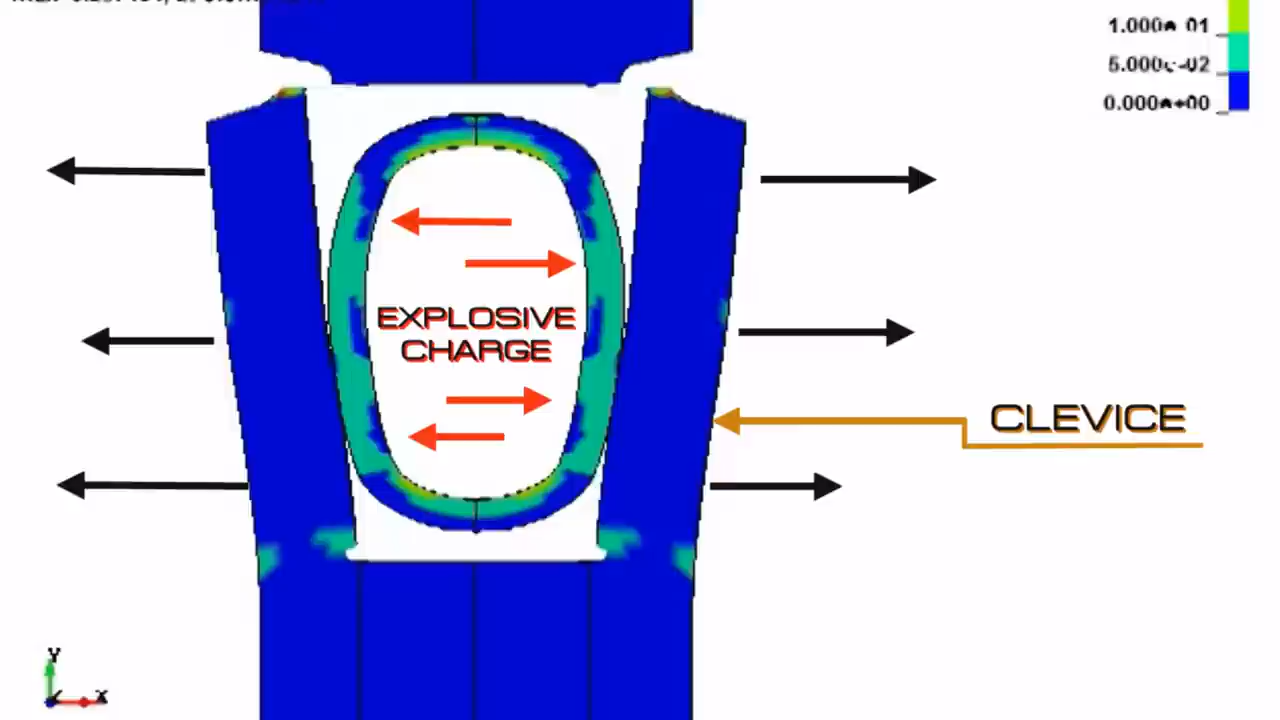 1.000e-01
5.000e-02
0.000e+00
EXPLOSIVE
CHARGE
CLEVICE
Y
Z X